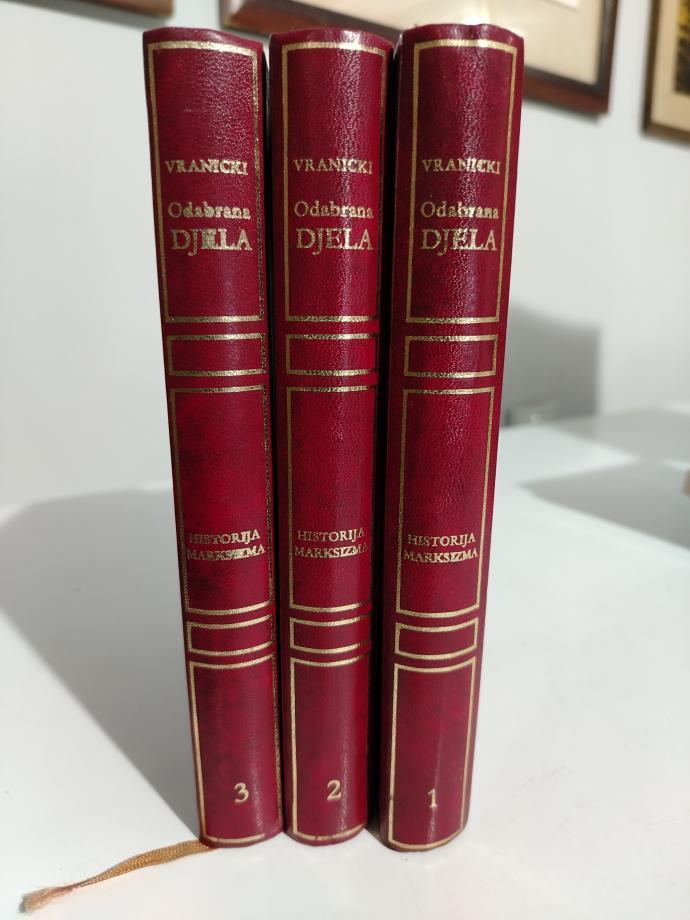 VRANICKI
Odabrana
DJELA
HISTORIJA
MARKSIZMA
3
VRANICKI
Odabrana
DJELA
HISTORIJA
MARKSIZMA
2
VRANICKI
Odabrana
DJELA
HISTORIJA
MARKSIZMA
1